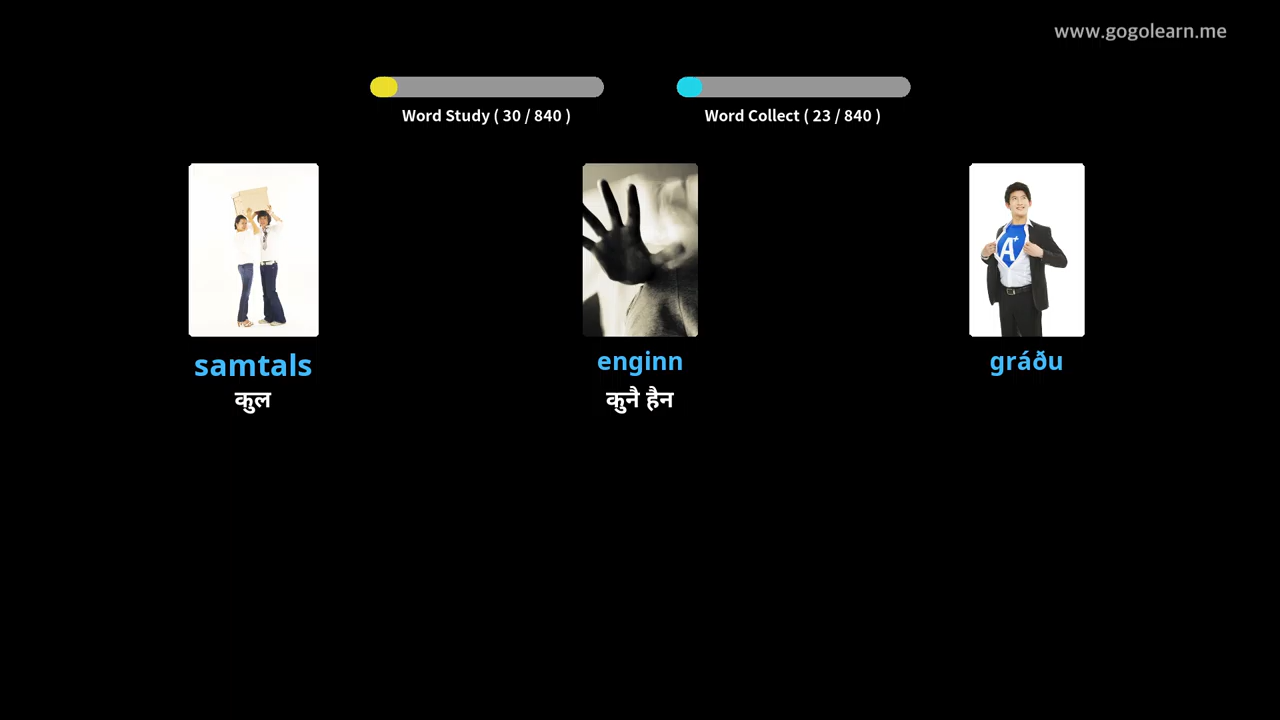 www.gogolearn.me
Word Study ( 30 / 840 )
Word Collect ( 23 / 840 )
A+
samtals
enginn
gráðu
कुल
कुनै हैन